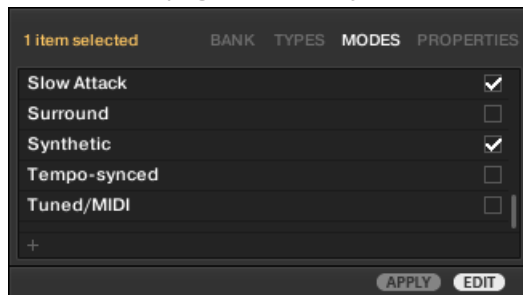 1 item selected BANK TYPES MODES PROPERTIES
Slow Attack
Surround
Synthetic
Tempo-synced
Tuned/MIDI
+
APPLY EDIT